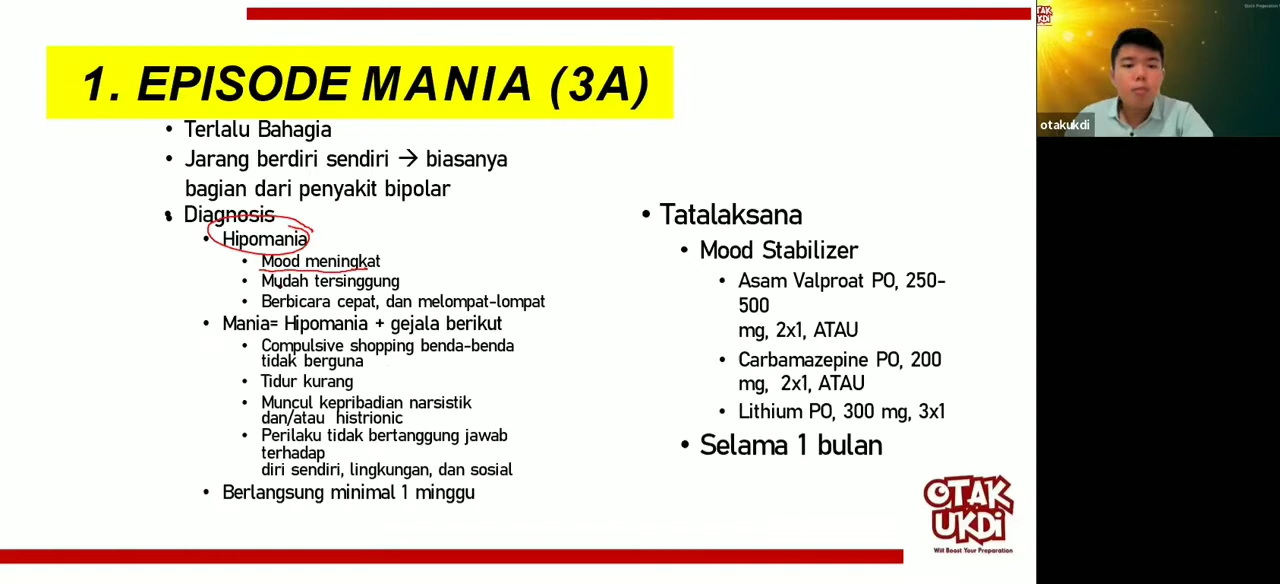 1. EPISODE MANIA (3A)
• Terlalu Bahagia
• Jarang berdiri sendiri → biasanya
bagian dari penyakit bipolar
• Diagnosis
• Hipomania
• Mood meningkat
• Mudah tersinggung
• Berbicara cepat, dan melompat-lompat
• Mania= Hipomania + gejala berikut
• Compulsive shopping benda-benda
tidak berguna
• Tidur kurang
• Muncul kepribadian narsistik
dan/atau histrionic
• Perilaku tidak bertanggung jawab
terhadap
diri sendiri, lingkungan, dan sosial
• Berlangsung minimal 1 minggu
• Tatalaksana
• Mood Stabilizer
• Asam Valproat PO, 250-
500
mg, 2x1, ATAU
• Carbamazepine PO, 200
mg, 2x1, ATAU
• Lithium PO, 300 mg, 3x1
• Selama 1 bulan
OTAK
UKDi
Will Boost Your Preparation
OTAK
UKDi
otakukdi